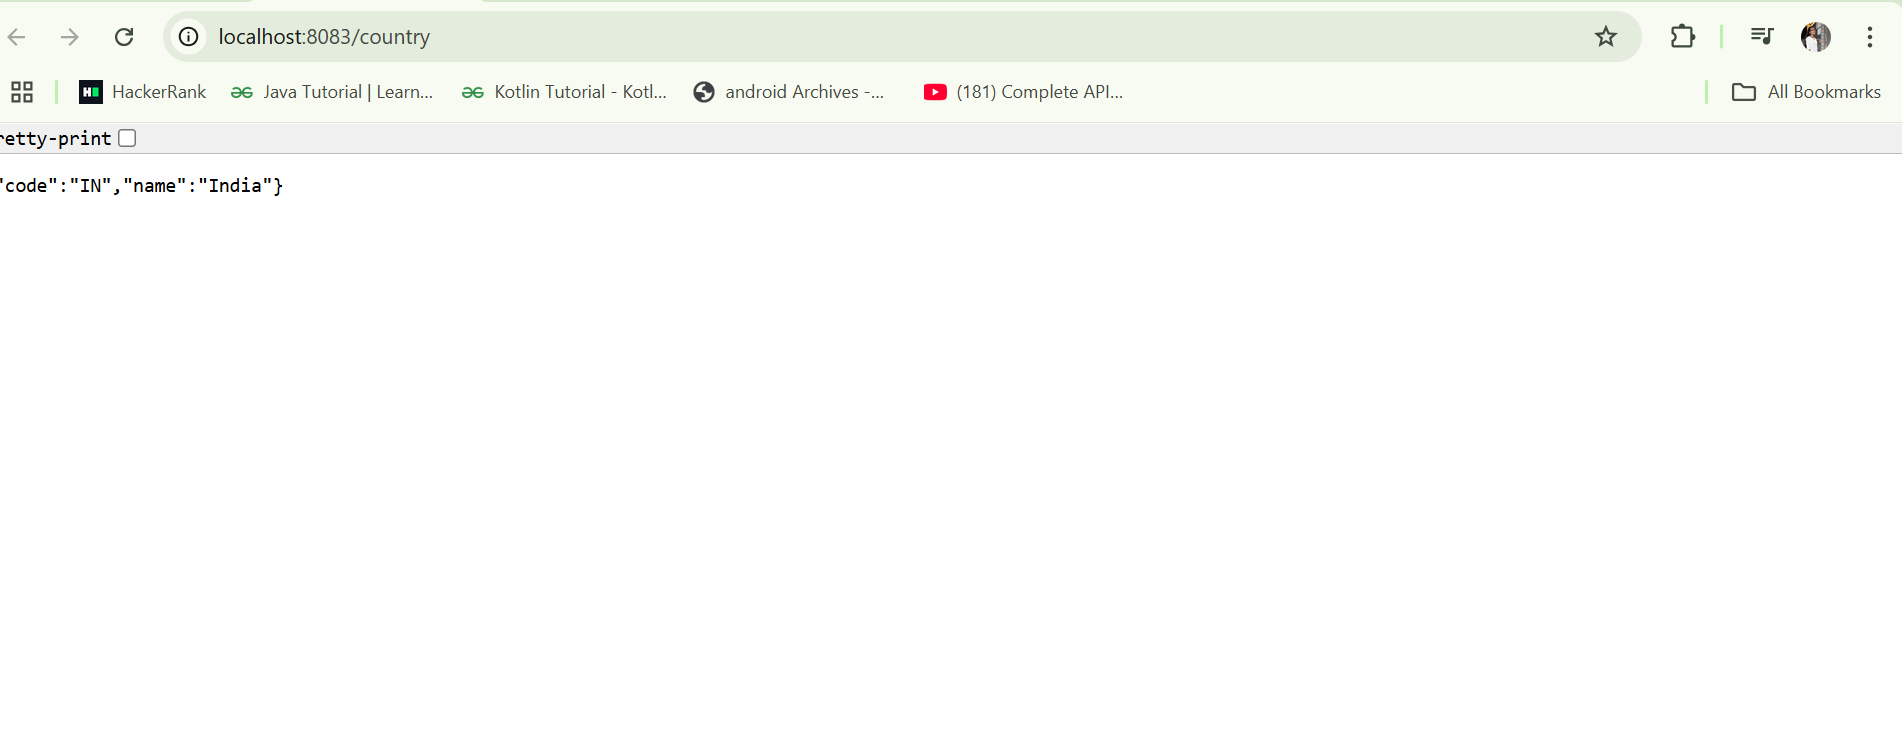 localhost:8083/country
HackerRank Java Tutorial | Learn... Kotlin Tutorial - Kotl... android Archives -... (181) Complete API... All Bookmarks
retty-print
"code":"IN","name":"India"}